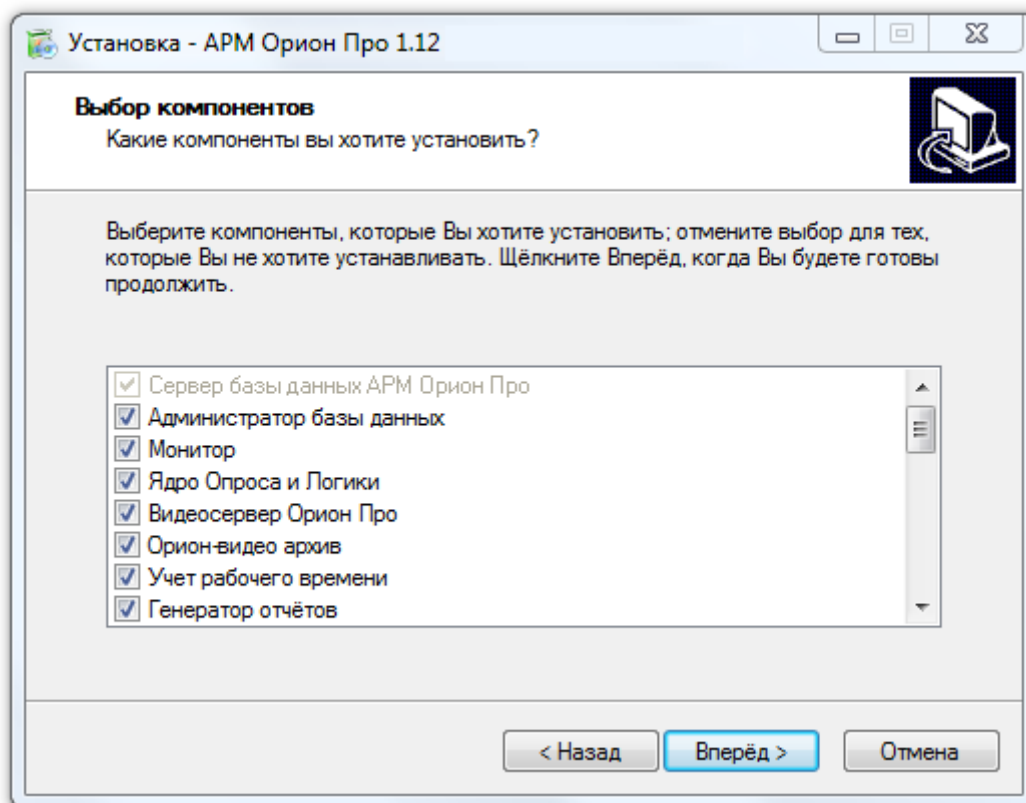 Установка - АРМ Орион Про 1.12
Выбор компонентов
Какие компоненты вы хотите установить?
Выберите компоненты, которые Вы хотите установить; отмените выбор для тех,
которые Вы не хотите устанавливать. Щёлкните Вперёд, когда Вы будете готовы
продолжить.
Сервер базы данных АРМ Орион Про
Администратор базы данных
Монитор
Ядро Опроса и Логики
Видеосервер Орион Про
Орион-видео архив
Учет рабочего времени
Генератор отчётов
< Назад
Вперёд >
Отмена